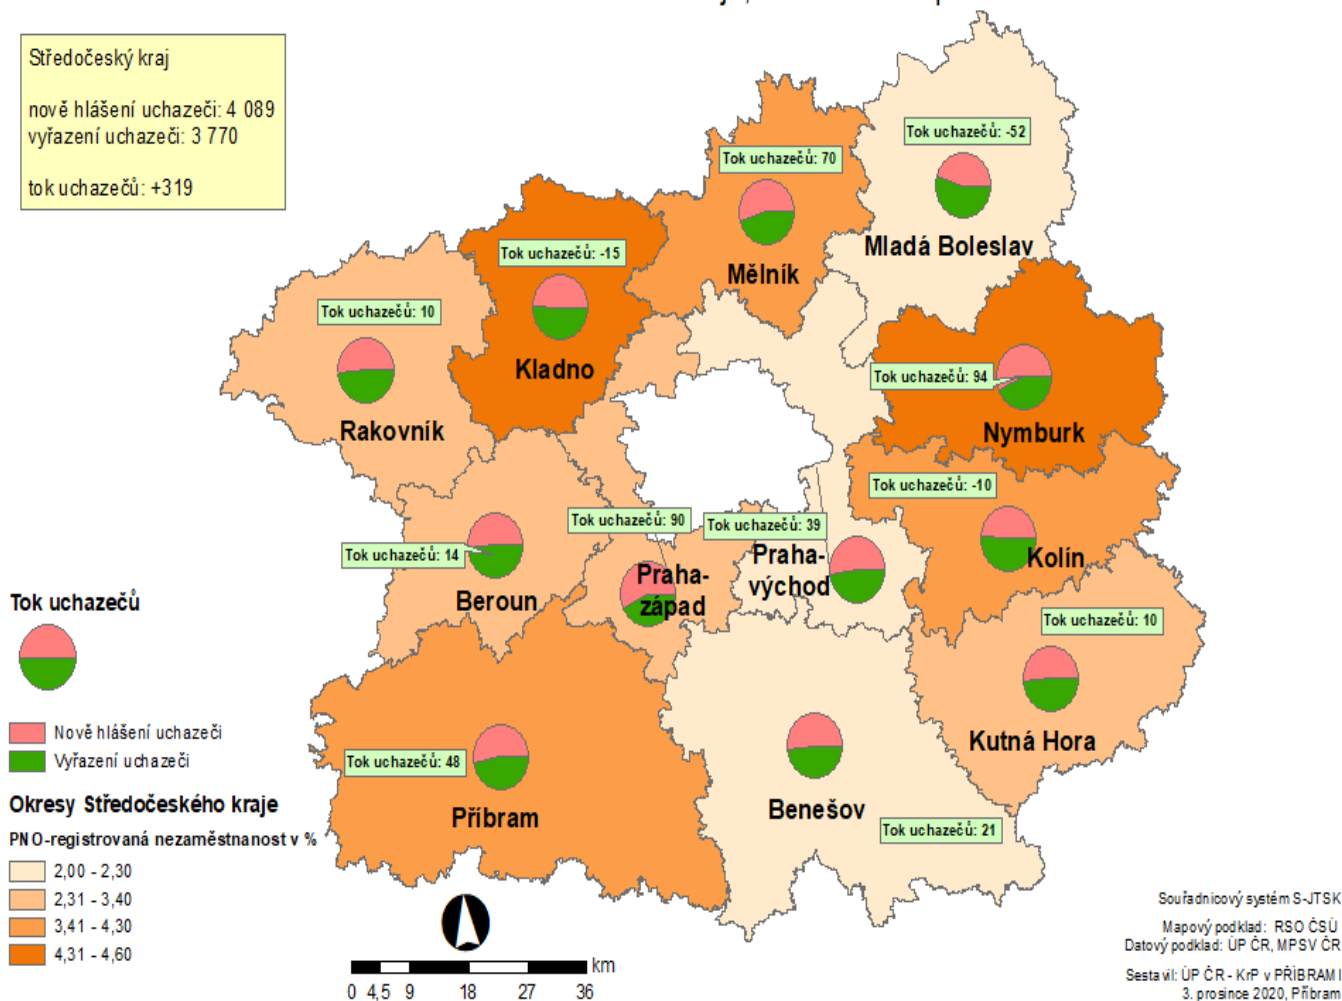 Středočeský kraj
nově hlášení uchazeči: 4 089
vyřazení uchazeči: 3 770
tok uchazečů: +319
Tok uchazečů: -52
Mladá Boleslav
Tok uchazečů: 70
Mělník
Tok uchazečů: -15
Kladno
Tok uchazečů: 10
Rakovník
Tok uchazečů: 94
Nymburk
Tok uchazečů: -10
Kolín
Tok uchazečů: 90
Praha-
západ
Tok uchazečů: 39
Praha-
východ
Tok uchazečů: 14
Beroun
Tok uchazečů: 10
Kutná Hora
Tok uchazečů: 48
Příbram
Benešov
Tok uchazečů: 21
Tok uchazečů
Nově hlášení uchazeči
Vyřazení uchazeči
Okresy Středočeského kraje
PNO-registrovaná nezaměstnanost v %
2,00 - 2,30
2,31 - 3,40
3,41 - 4,30
4,31 - 4,60
km
0 4,5 9 18 27 36
Souřadnicový systém S-JTSK
Mapový podklad: RSO ČSÚ
Datový podklad: ÚP ČR, MPSV ČR
Sestavil: ÚP ČR - KrP v PŘÍBRAMI
3. prosince 2020, Příbram